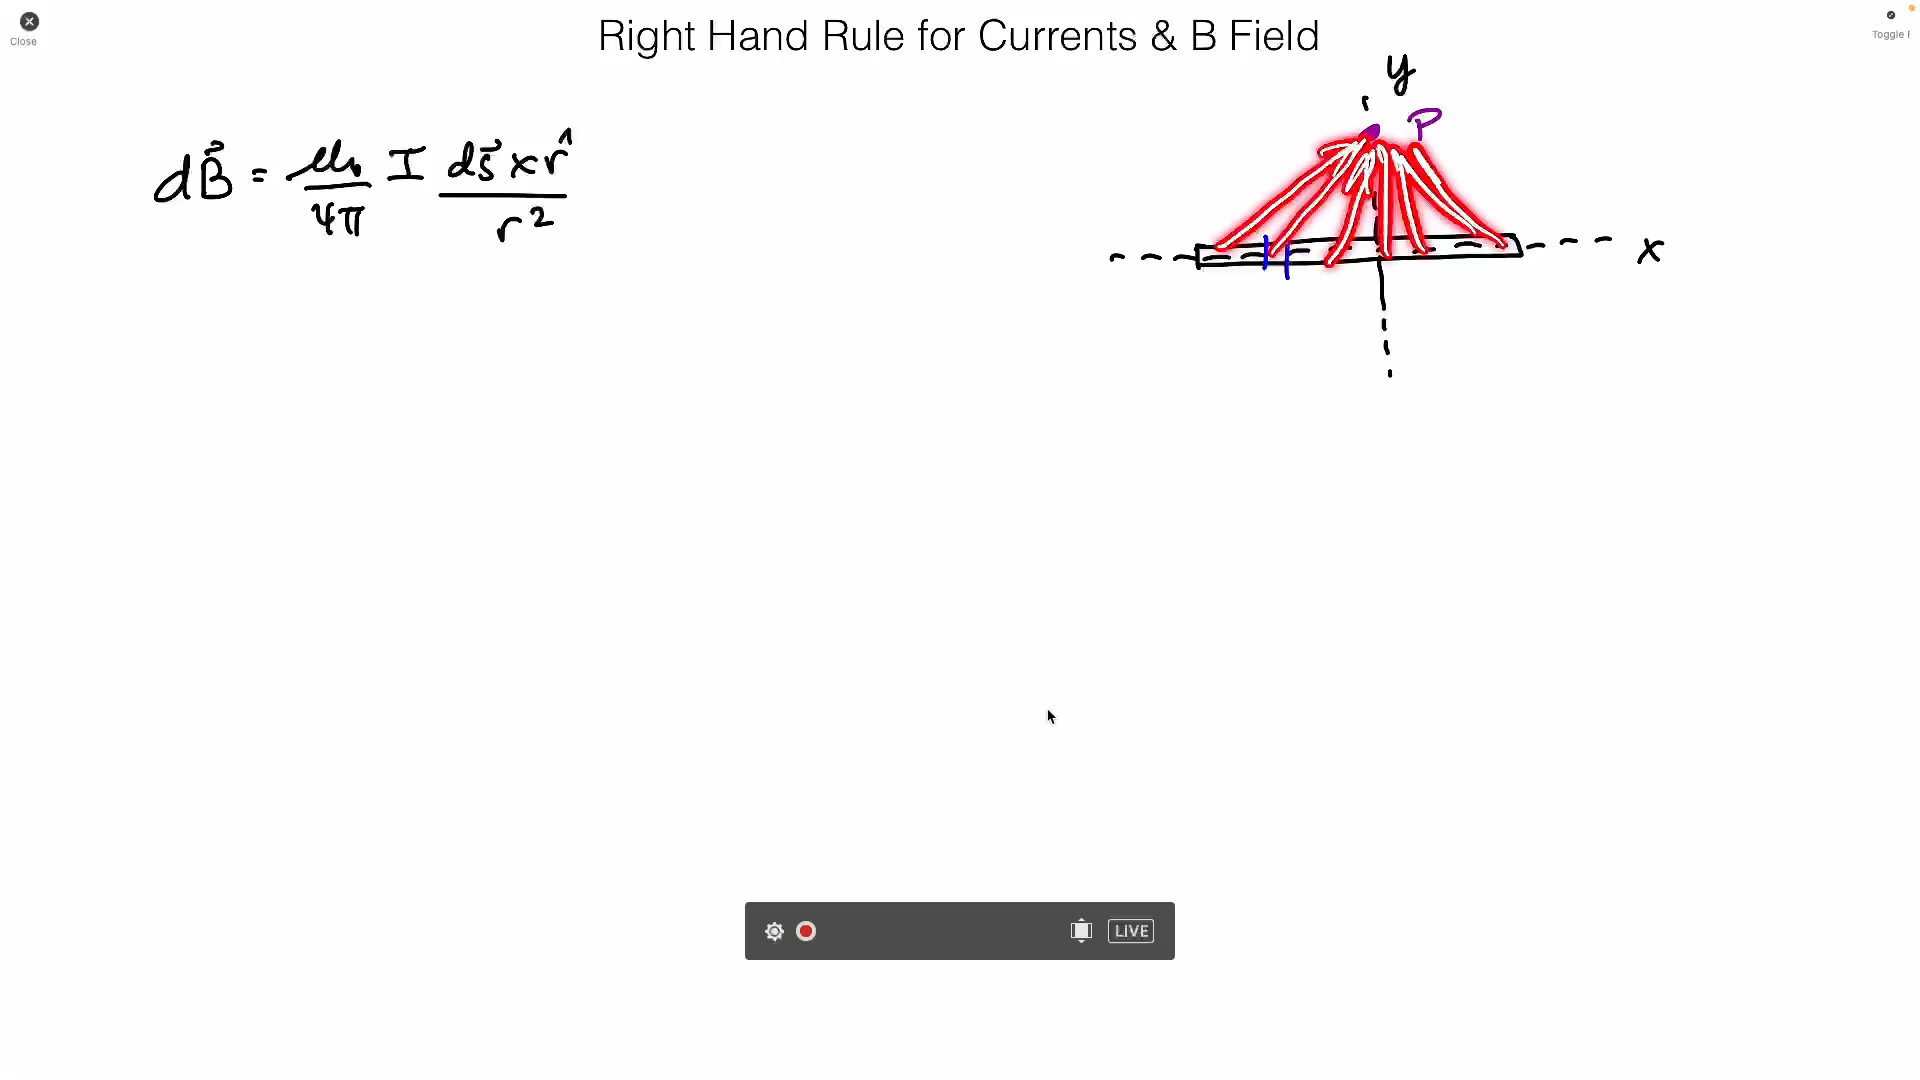 Close
Right Hand Rule for Currents & B Field
Toggle
y
P
dB⃗ = μ₀/4π I ds⃗ × r̂/r²
x
LIVE